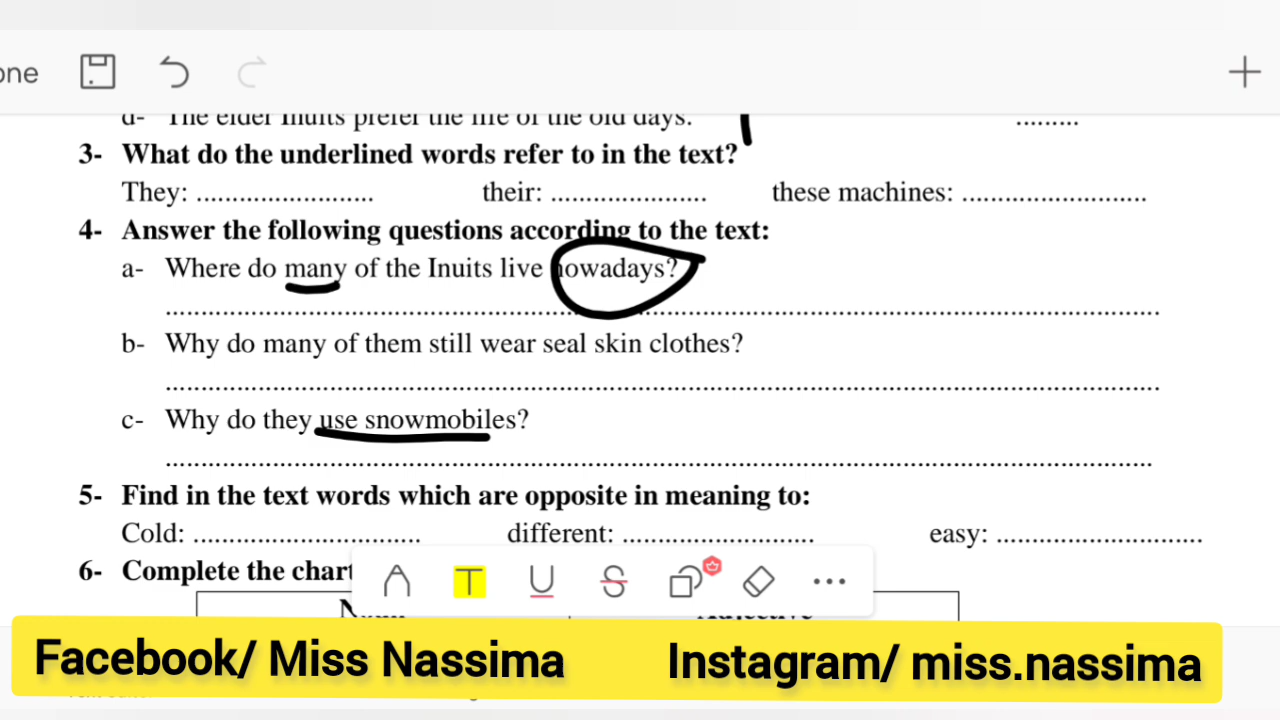 one
d- The elder Inuits prefer the life of the old days. .........
3- What do the underlined words refer to in the text?
They: ........................ their: ..................... these machines: .........................
4- Answer the following questions according to the text:
a- Where do many of the Inuits live nowadays?
b- Why do many of them still wear seal skin clothes?
c- Why do they use snowmobiles?
5- Find in the text words which are opposite in meaning to:
Cold: ............................... different: .......................... easy: ............................
6- Complete the chart
T U S
Facebook/ Miss Nassima Instagram/ miss.nassima